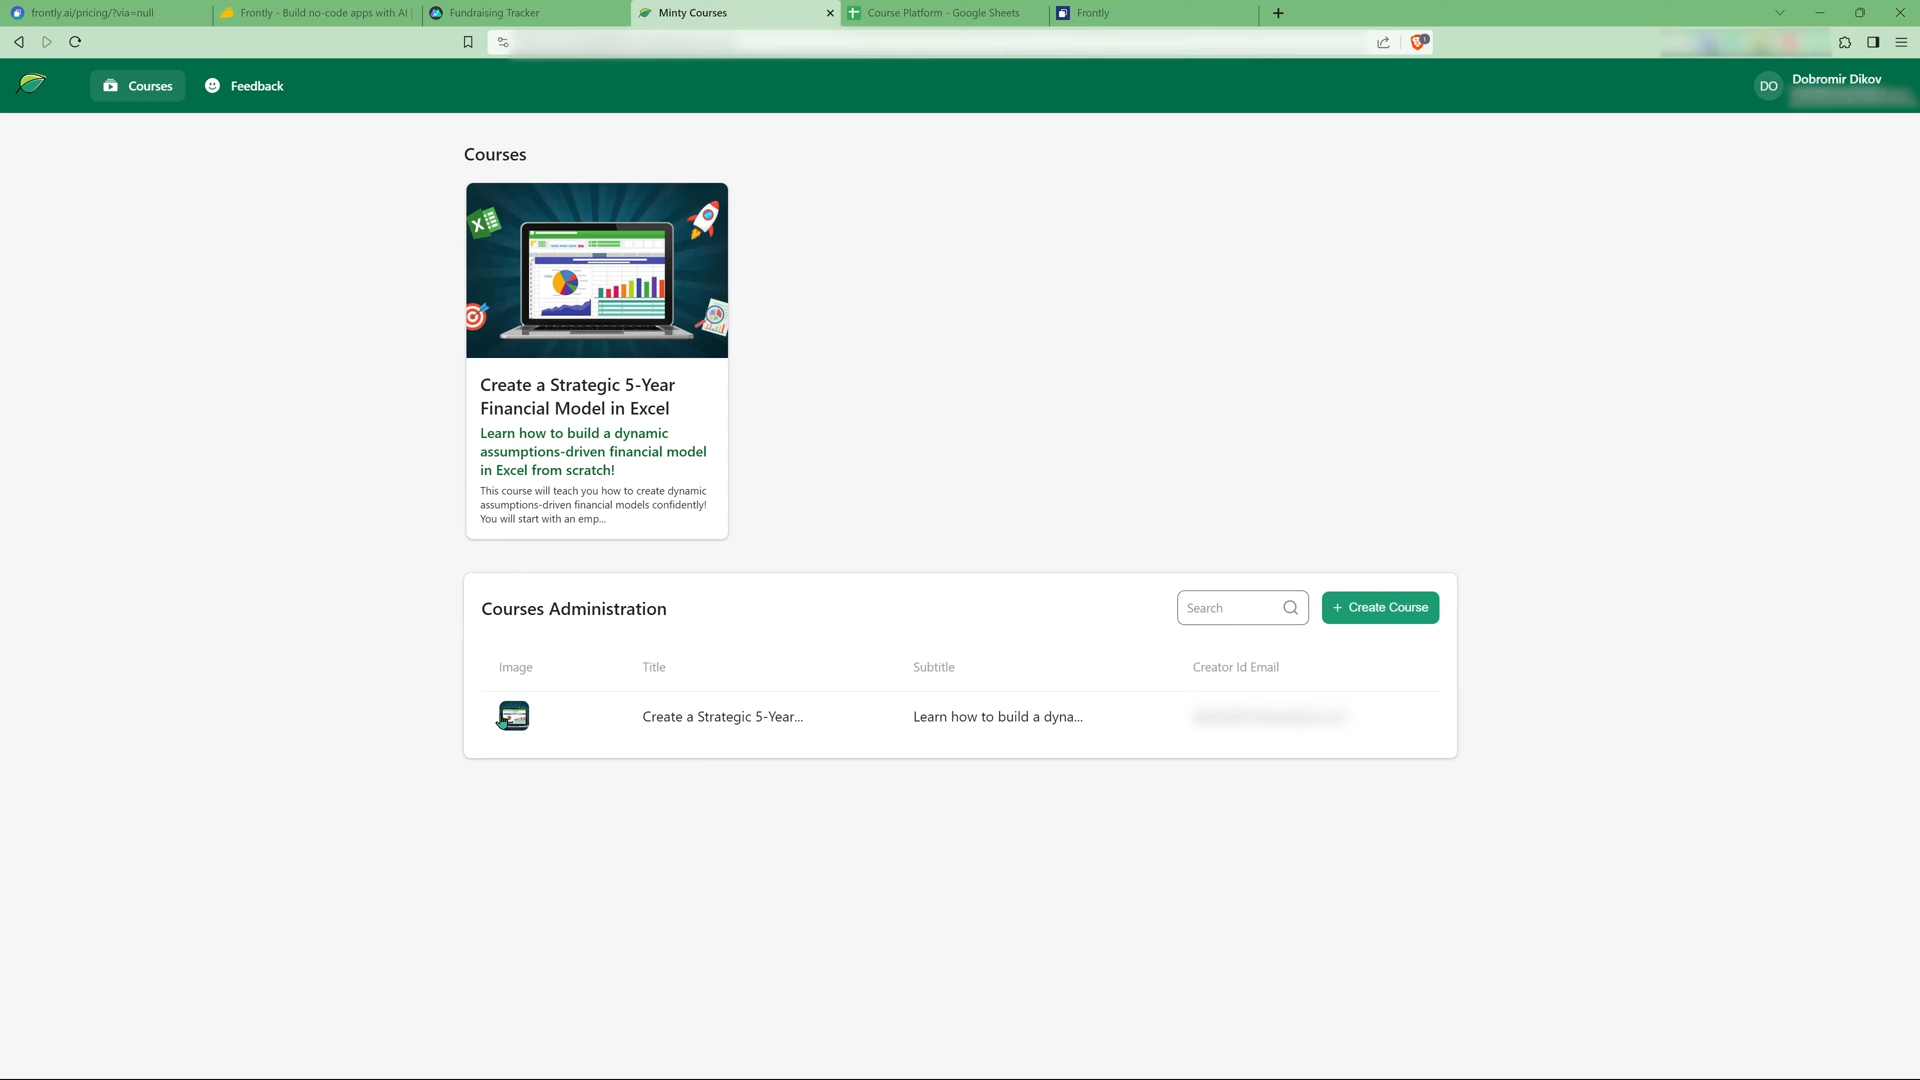 frontly.ai/pricing/?via=null
Frontly - Build no-code apps with AI |
Fundraising Tracker
Minty Courses
Course Platform - Google Sheets
Frontly
1
Courses
Feedback
DO
Dobromir Dikov
Courses
Create a Strategic 5-Year
Financial Model in Excel
Learn how to build a dynamic
assumptions-driven financial model
in Excel from scratch!
This course will teach you how to create dynamic
assumptions-driven financial models confidently!
You will start with an emp...
Courses Administration
Search
+ Create Course
Image
Title
Subtitle
Creator Id Email
Create a Strategic 5-Year...
Learn how to build a dyna...